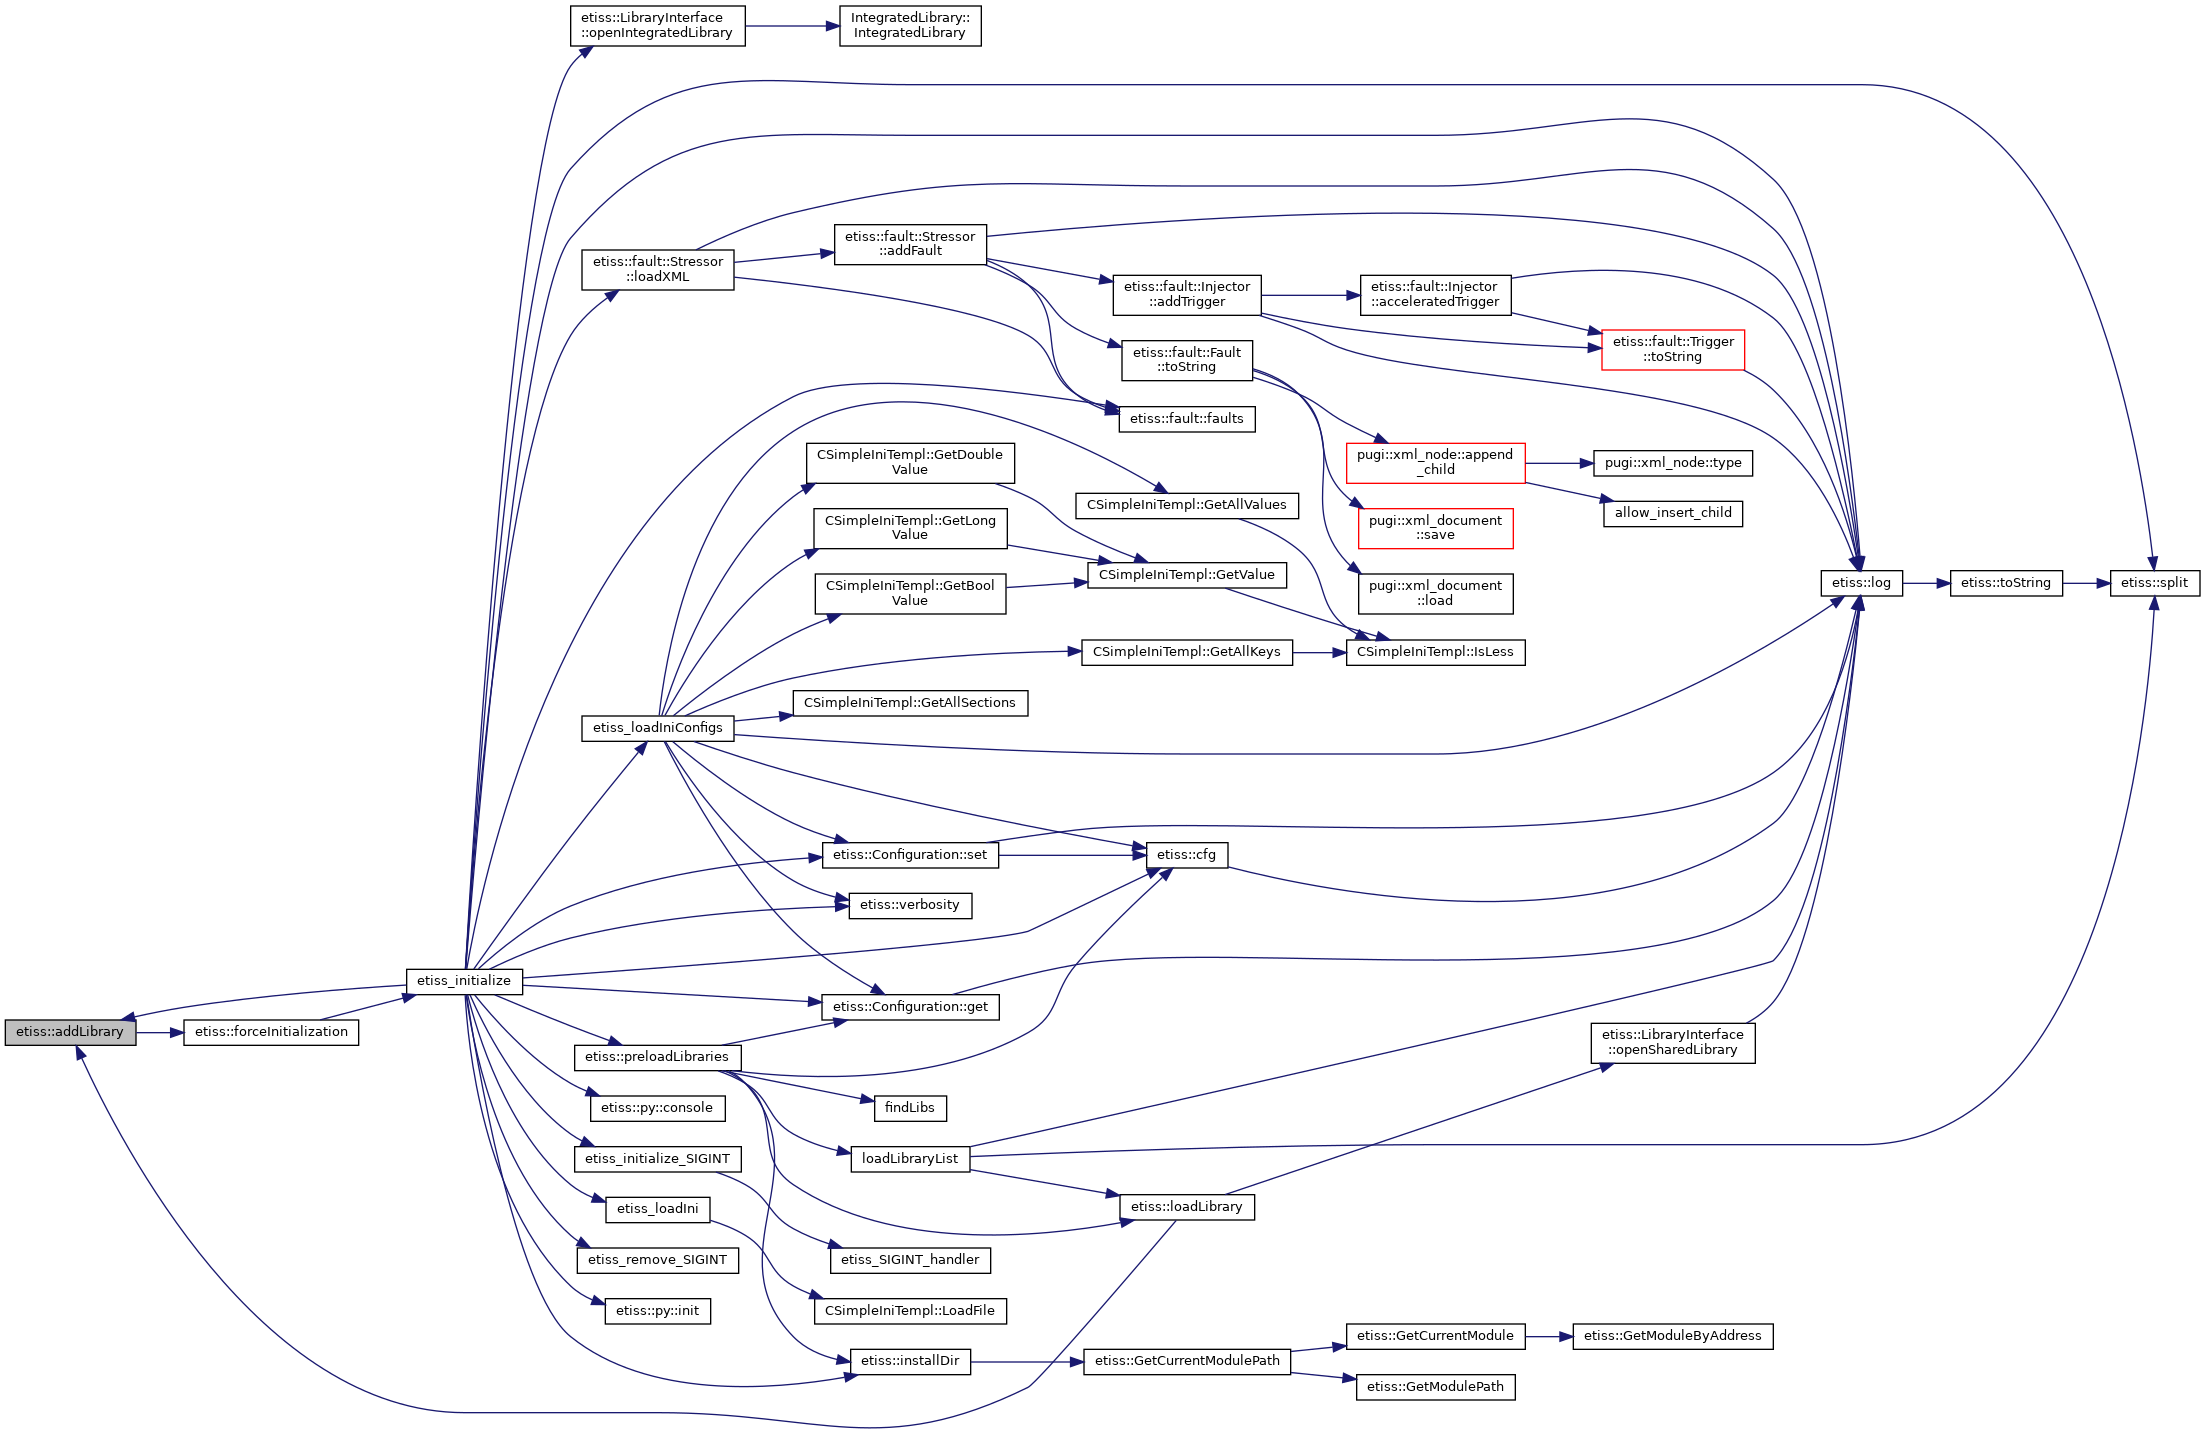 etiss::LibraryInterface
::openIntegratedLibrary
IntegratedLibrary::
IntegratedLibrary
etiss::fault::Stressor
::loadXML
etiss::fault::Stressor
::addFault
etiss::fault::Injector
::addTrigger
etiss::fault::Injector
::acceleratedTrigger
etiss::fault::Trigger
::toString
etiss::fault::Fault
::toString
etiss::fault::faults
CSimpleIniTempl::GetDouble
Value
pugi::xml_node::append
_child
pugi::xml_node::type
CSimpleIniTempl::GetAllValues
allow_insert_child
CSimpleIniTempl::GetLong
Value
pugi::xml_document
::save
CSimpleIniTempl::GetValue
CSimpleIniTempl::GetBool
Value
pugi::xml_document
::load
etiss::log
etiss::toString
etiss::split
CSimpleIniTempl::GetAllKeys
CSimpleIniTempl::IsLess
CSimpleIniTempl::GetAllSections
etiss_loadIniConfigs
etiss::Configuration::set
etiss::cfg
etiss::verbosity
etiss_initialize
etiss::Configuration::get
etiss::addLibrary
etiss::forceInitialization
etiss::LibraryInterface
::openSharedLibrary
etiss::preloadLibraries
etiss::py::console
findLibs
etiss_initialize_SIGINT
loadLibraryList
etiss_loadIni
etiss::loadLibrary
etiss_remove_SIGINT
etiss_SIGINT_handler
etiss::py::init
CSimpleIniTempl::LoadFile
etiss::installDir
etiss::GetCurrentModulePath
etiss::GetCurrentModule
etiss::GetModuleByAddress
etiss::GetModulePath